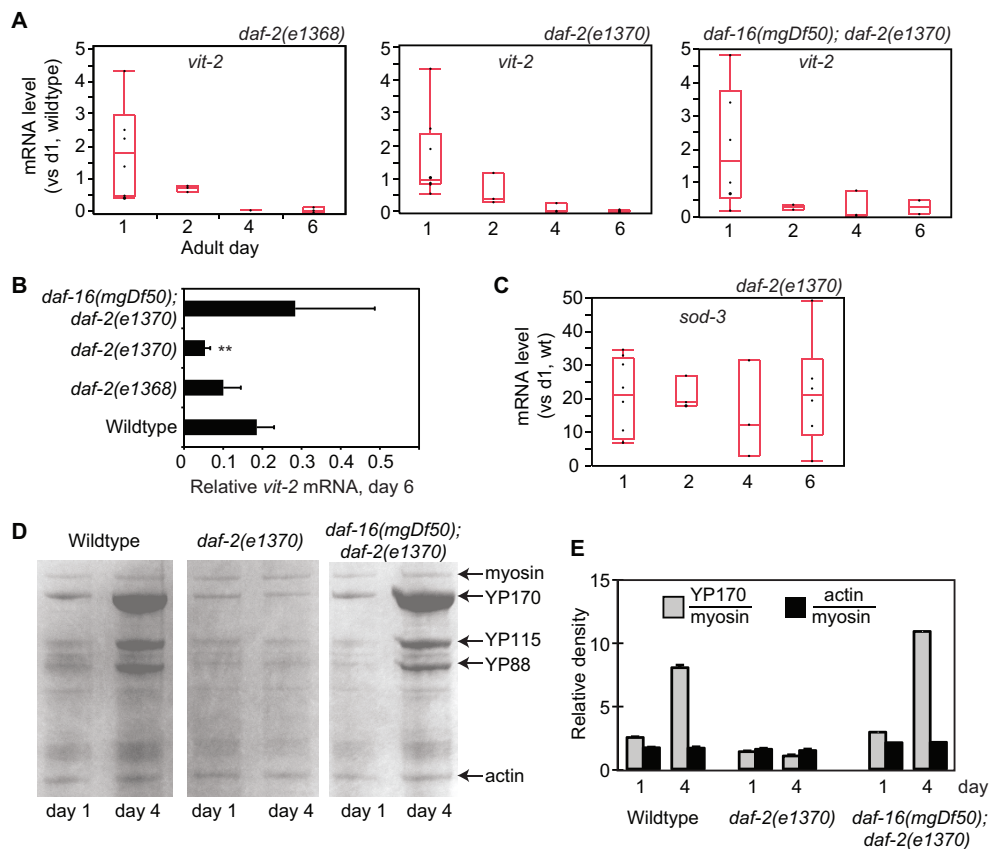 A
daf-2(e1368)
vit-2
mRNA level
(vs d1, wildtype)
5
4
3
2
1
0
1 2 4 6
Adult day
daf-2(e1370)
vit-2
5
4
3
2
1
0
1 2 4 6
daf-16(mgDf50); daf-2(e1370)
vit-2
5
4
3
2
1
0
1 2 4 6
B
daf-16(mgDf50);
daf-2(e1370)
daf-2(e1370)
**
daf-2(e1368)
Wildtype
0 0.1 0.2 0.3 0.4 0.5
Relative vit-2 mRNA, day 6
C
daf-2(e1370)
sod-3
mRNA level
(vs d1, wt)
50
40
30
20
10
0
1 2 4 6
D
Wildtype
daf-2(e1370)
daf-16(mgDf50);
daf-2(e1370)
myosin
YP170
YP115
YP88
actin
day 1 day 4 day 1 day 4 day 1 day 4
E
Relative density
15
10
5
0
YP170
myosin
actin
myosin
1 4 1 4 1 4 day
Wildtype daf-2(e1370) daf-16(mgDf50);
daf-2(e1370)